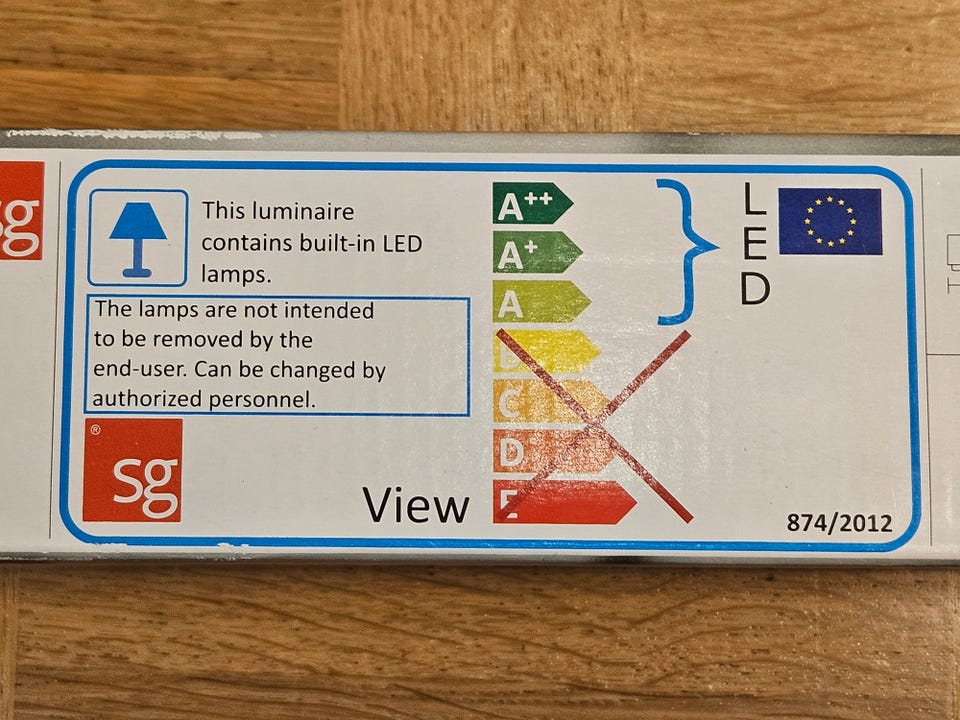 sg
This luminaire
contains built-in LED
lamps.
The lamps are not intended
to be removed by the
end-user. Can be changed by
authorized personnel.
® sg
View
A++
A+
A
C
D
E
L
E
D
874/2012